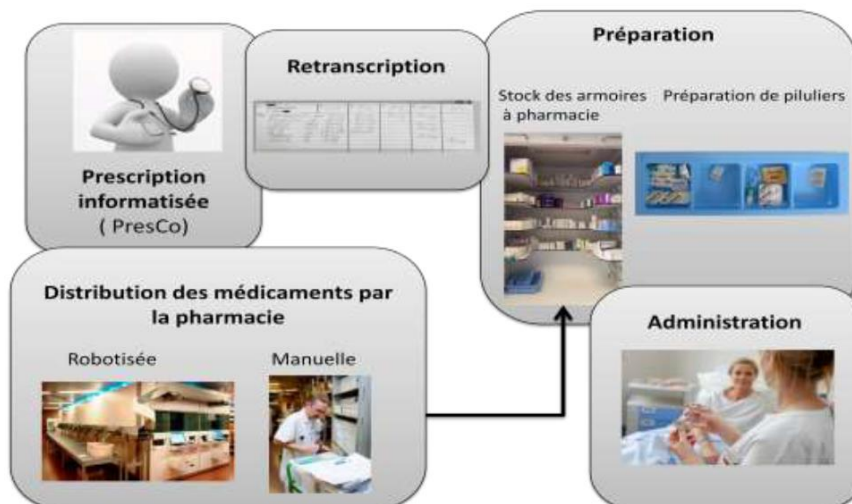 Prescription
informatisée
( PresCo)
Retranscription
Préparation
Stock des armoires
à pharmacie
Préparation de piluliers
Distribution des médicaments par
la pharmacie
Robotisée
Manuelle
Administration